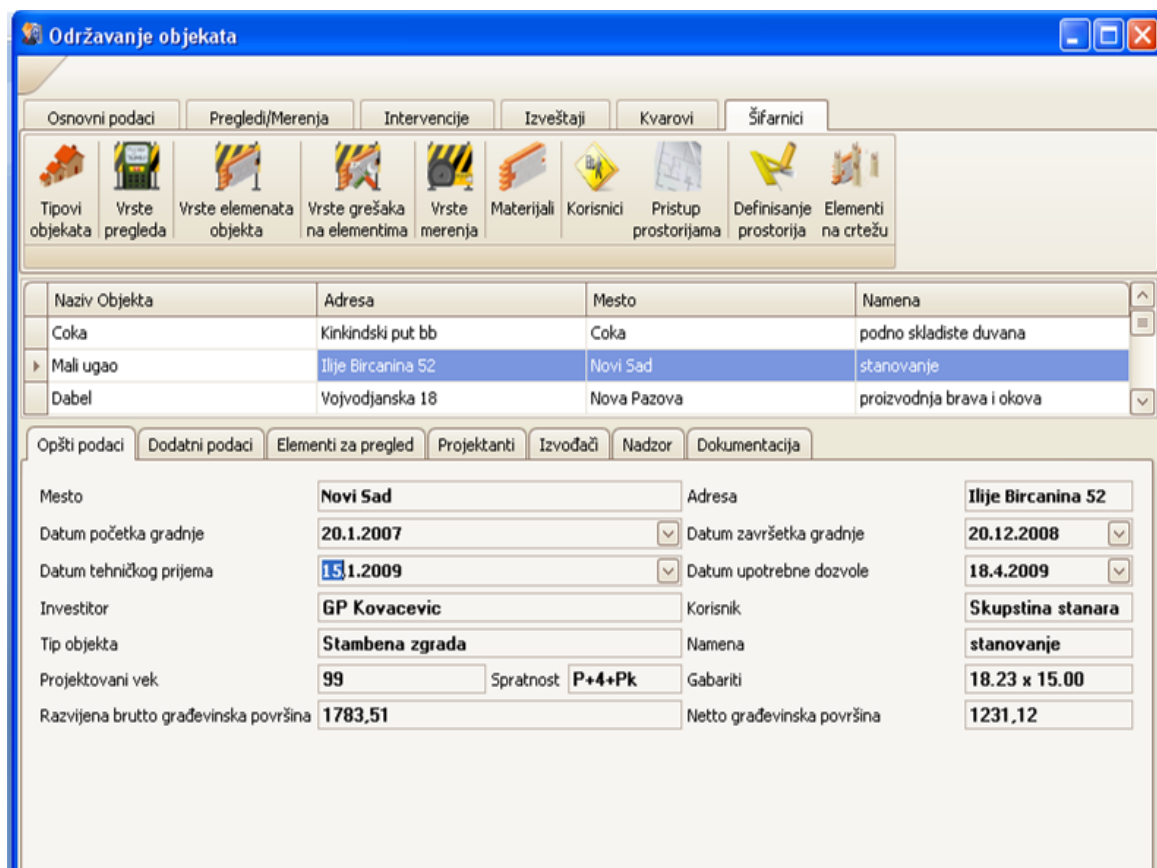 Održavanje objekata
Osnovni podaci Pregledi/Merenja Intervencije Izveštaji Kvarovi Šifarnici
Tipovi objekata Vrste pregleda Vrste elemenata objekta Vrste grešaka na elementima Vrste merenja Materijali Korisnici Pristup prostorijama Definisanje prostorija Elementi na crtežu
Naziv Objekta Adresa Mesto Namena
Coka Kinkindski put bb Coka podno skladiste duvana
Mali ugao Ilije Bircanina 52 Novi Sad stanovanje
Dabel Vojvodjanska 18 Nova Pazova proizvodnja brava i okova
Opšti podaci Dodatni podaci Elementi za pregled Projektanti Izvođači Nadzor Dokumentacija
Mesto Novi Sad Adresa Ilije Bircanina 52
Datum početka gradnje 20.1.2007 Datum završetka gradnje 20.12.2008
Datum tehničkog prijema 15.1.2009 Datum upotrebne dozvole 18.4.2009
Investitor GP Kovacevic Korisnik Skupstina stanara
Tip objekta Stambena zgrada Namena stanovanje
Projektovani vek 99 Spratnost P+4+Pk Gabariti 18.23 x 15.00
Razvijena brutto građevinska površina 1783,51 Netto građevinska površina 1231,12